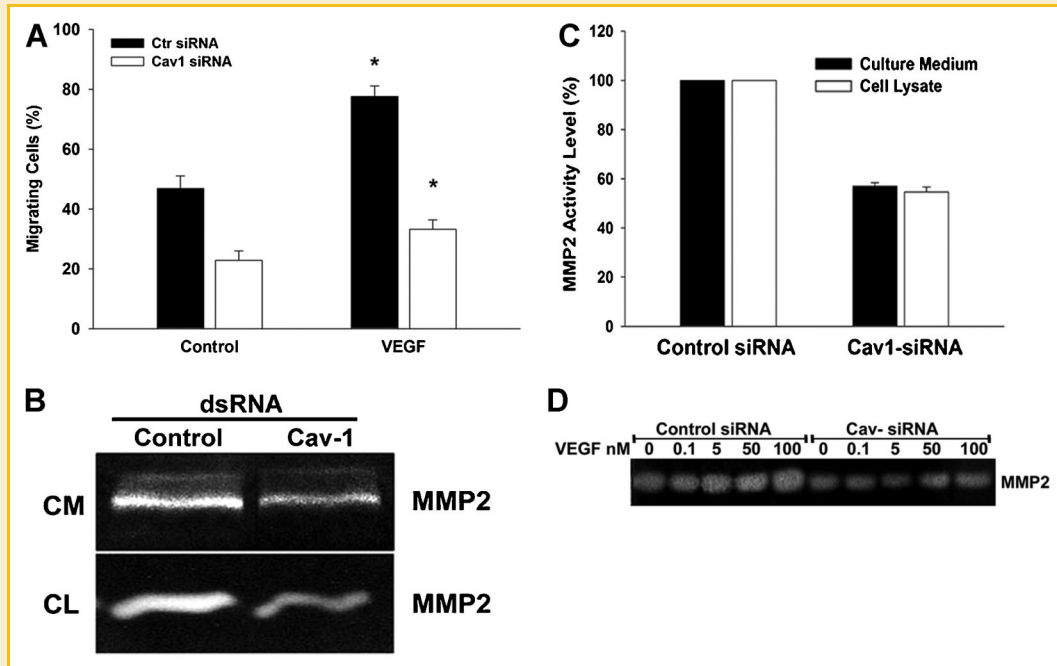 A
100
80
60
40
20
0
Migrating Cells (%)
Ctr siRNA
Cav1 siRNA
*
*
Control
VEGF
C
120
100
80
60
40
20
0
MMP2 Activity Level (%)
Culture Medium
Cell Lysate
Control siRNA
Cav1-siRNA
B
dsRNA
Control Cav-1
CM MMP2
CL MMP2
D
Control siRNA Cav- siRNA
VEGF nM 0 0.1 5 50 100 0 0.1 5 50 100
MMP2